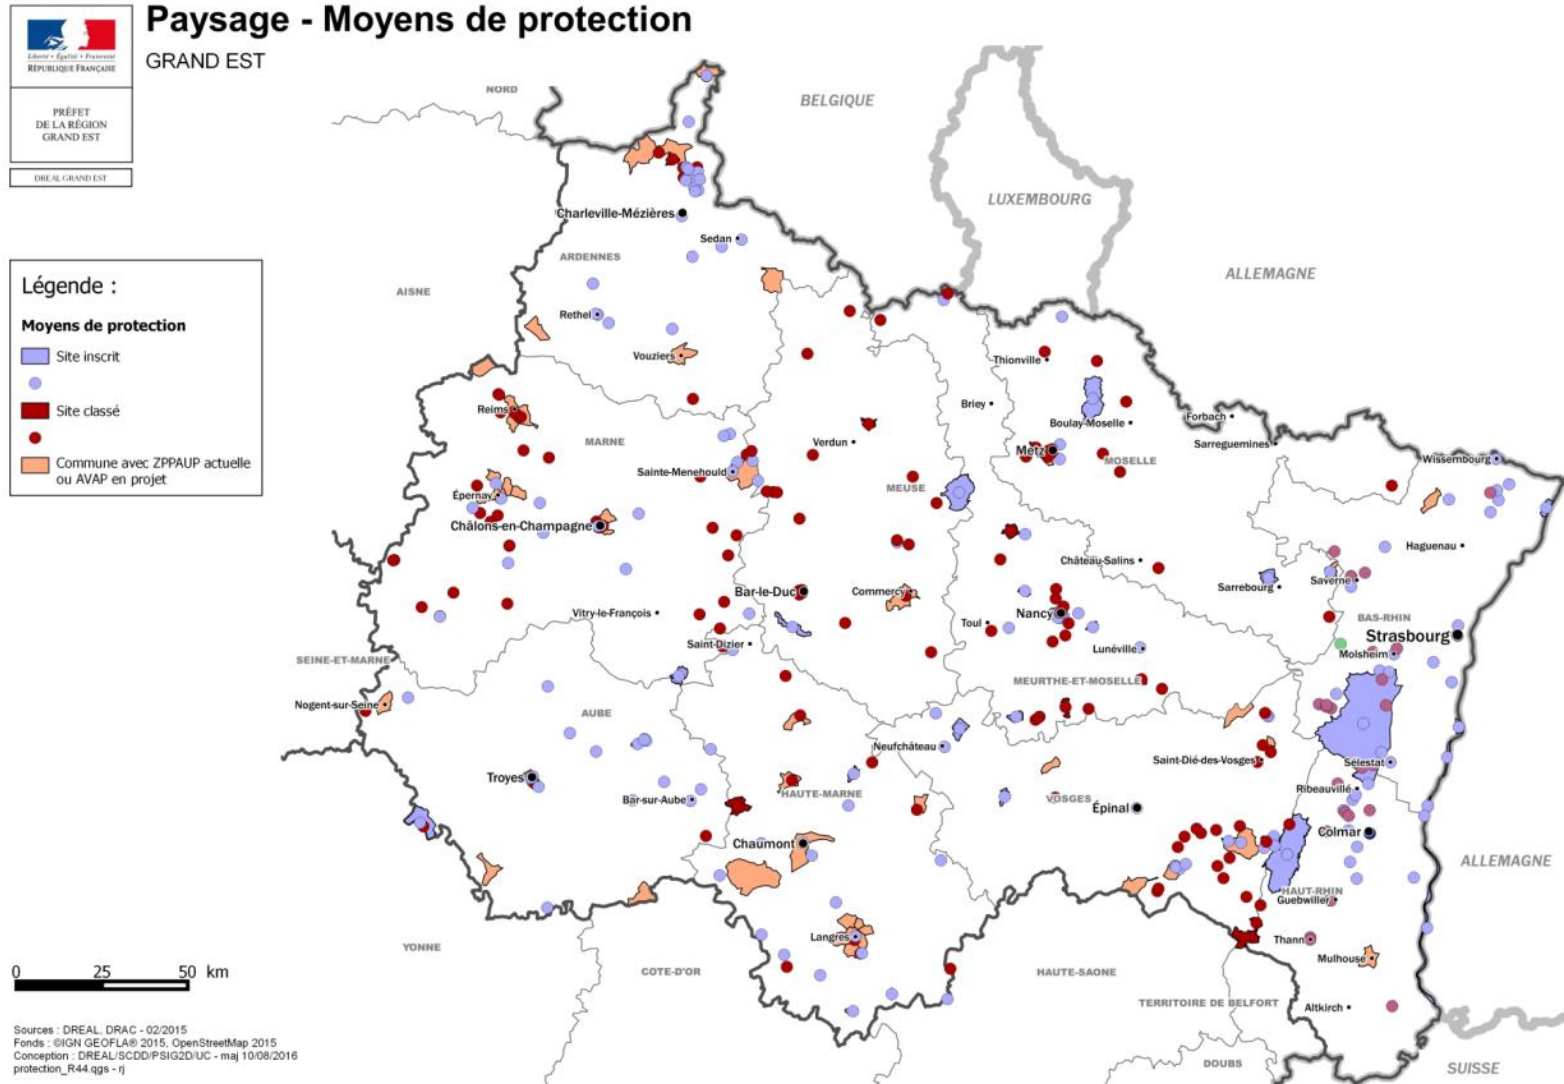 Paysage - Moyens de protection
GRAND EST
Liberté • Égalité • Fraternité
RÉPUBLIQUE FRANÇAISE
PRÉFET
DE LA RÉGION
GRAND EST
DREAL GRAND EST
Légende :
Moyens de protection
Site inscrit
Site classé
Commune avec ZPPAUP actuelle
ou AVAP en projet
NORD
BELGIQUE
LUXEMBOURG
ALLEMAGNE
Charleville-Mézières
Sedan
ARDENNES
AISNE
Rethel
Vouziers
Thionville
Briey
Reims
Forbach
Boulay-Moselle
MARNE
Verdun
Sarreguemines
Metz
MOSELLE
Wissembourg
Sainte-Menehould
MEUSE
Épernay
Châlons-en-Champagne
Haguenau
Château-Salins
Saverne
Sarrebourg
Bar-le-Duc
Commercy
Vitry-le-François
Nancy
Toul
BAS-RHIN
Strasbourg
Saint-Dizier
Lunéville
Molsheim
SEINE-ET-MARNE
MEURTHE-ET-MOSELLE
Nogent-sur-Seine
AUBE
Neufchâteau
Saint-Dié-des-Vosges
Sélestat
Troyes
Ribeauvillé
HAUTE-MARNE
Bar-sur-Aube
VOSGES
Épinal
Colmar
Chaumont
ALLEMAGNE
HAUT-RHIN
Guebwiller
Langres
Thann
YONNE
Mulhouse
COTE-D'OR
HAUTE-SAONE
TERRITOIRE DE BELFORT
Altkirch
DOUBS
SUISSE
0 25 50 km
Sources : DREAL, DRAC - 02/2015
Fonds : ©IGN GEOFLA® 2015, OpenStreetMap 2015
Conception : DREAL/SCDD/PSIG2D/UC - maj 10/08/2016
protection_R44.qgs - rj